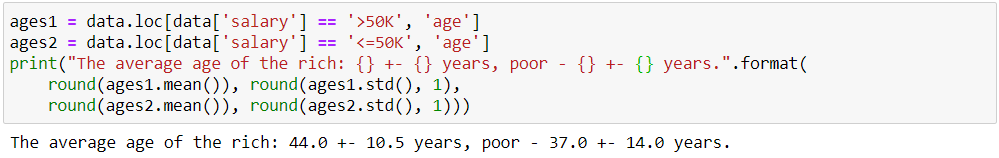 ages1 = data.loc[data['salary'] == '>50K', 'age']
ages2 = data.loc[data['salary'] == '<=50K', 'age']
print("The average age of the rich: {} +- {} years, poor - {} +- {} years.".format(
    round(ages1.mean()), round(ages1.std(), 1),
    round(ages2.mean()), round(ages2.std(), 1)))
The average age of the rich: 44.0 +- 10.5 years, poor - 37.0 +- 14.0 years.